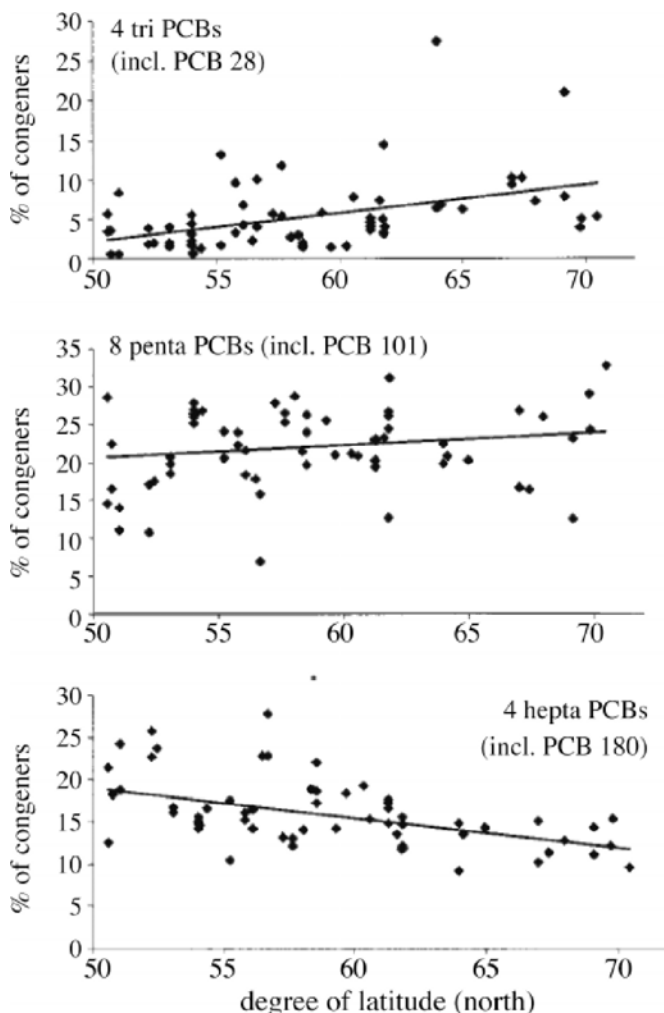 4 tri PCBs
(incl. PCB 28)
% of congeners
30
25
20
15
10
5
0
50 55 60 65 70
8 penta PCBs (incl. PCB 101)
% of congeners
35
30
25
20
15
10
5
0
50 55 60 65 70
4 hepta PCBs
(incl. PCB 180)
% of congeners
30
25
20
15
10
5
0
50 55 60 65 70
degree of latitude (north)